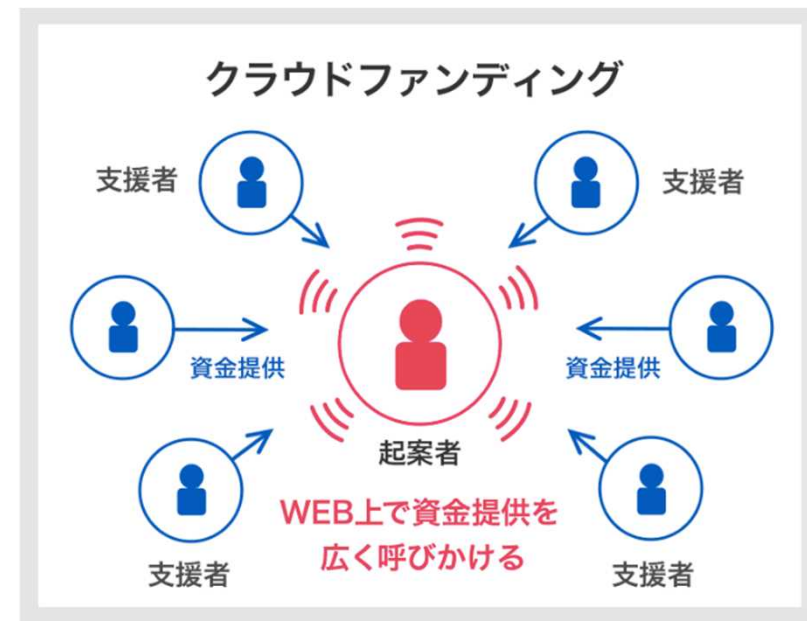 クラウドファンディング
支援者
支援者
資金提供
資金提供
起案者
WEB上で資金提供を
広く呼びかける
支援者
支援者